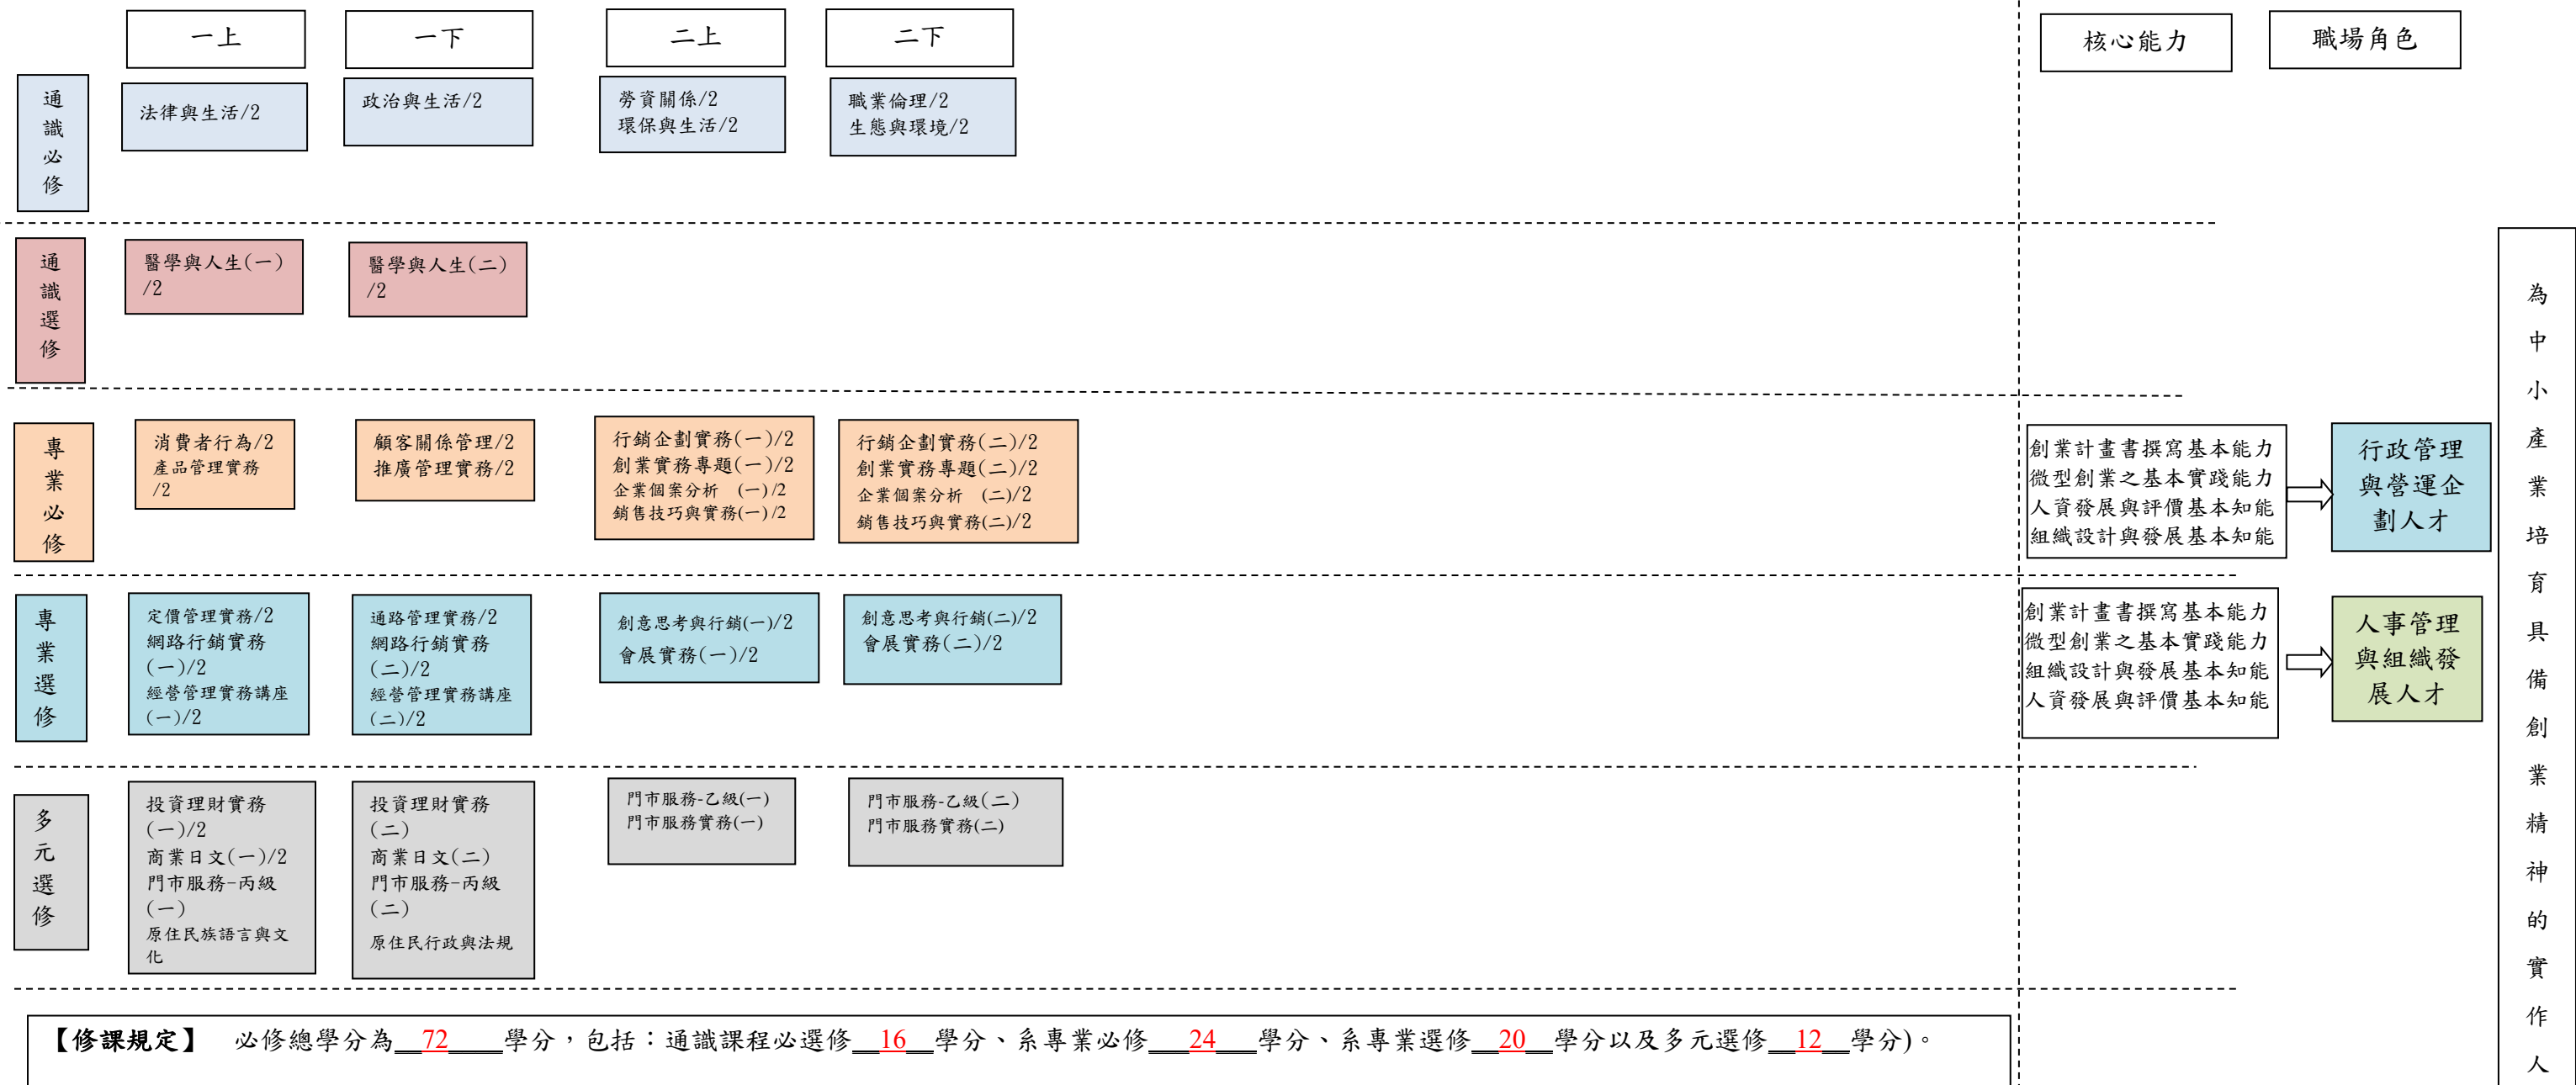 一上
一下
二上
二下
核心能力
職場角色
通識必修
法律與生活/2
政治與生活/2
勞資關係/2
環保與生活/2
職業倫理/2
生態與環境/2
通識選修
醫學與人生(一)
/2
醫學與人生(二)
/2
專業必修
消費者行為/2
產品管理實務
/2
顧客關係管理/2
推廣管理實務/2
行銷企劃實務(一)/2
創業實務專題(一)/2
企業個案分析 (一)/2
銷售技巧與實務(一)/2
行銷企劃實務(二)/2
創業實務專題(二)/2
企業個案分析 (二)/2
銷售技巧與實務(二)/2
創業計畫書撰寫基本能力
微型創業之基本實踐能力
人資發展與評價基本知能
組織設計與發展基本知能
行政管理
與營運企
劃人才
專業選修
定價管理實務/2
網路行銷實務
(一)/2
經營管理實務講座
(一)/2
通路管理實務/2
網路行銷實務
(二)/2
經營管理實務講座
(二)/2
創意思考與行銷(一)/2
會展實務(一)/2
創意思考與行銷(二)/2
會展實務(二)/2
創業計畫書撰寫基本能力
微型創業之基本實踐能力
組織設計與發展基本知能
人資發展與評價基本知能
人事管理
與組織發
展人才
多元選修
投資理財實務
(一)/2
商業日文(一)/2
門市服務-丙級
(一)
原住民族語言與文
化
投資理財實務
(二)
商業日文(二)
門市服務-丙級
(二)
原住民行政與法規
門市服務-乙級(一)
門市服務實務(一)
門市服務-乙級(二)
門市服務實務(二)
為中小產業培育具備創業精神的實作人
【修課規定】 必修總學分為__72____學分，包括：通識課程必選修__16__學分、系專業必修___24___學分、系專業選修__20__學分以及多元選修__12__學分)。